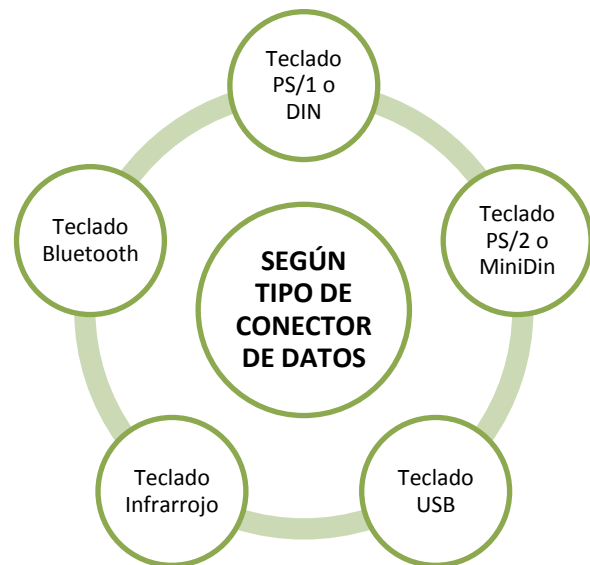 Teclado
PS/1 o
DIN
Teclado
PS/2 o
MiniDin
Teclado
USB
Teclado
Infrarrojo
Teclado
Bluetooth
SEGÚN
TIPO DE
CONECTOR
DE DATOS